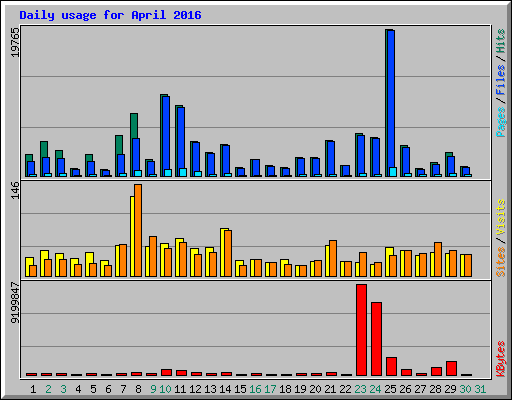 Daily usage for April 2016
19765
Pages / Files / Hits
146
Sites / Visits
9199847
KBytes
1 2 3 4 5 6 7 8 9 10 11 12 13 14 15 16 17 18 19 20 21 22 23 24 25 26 27 28 29 30 31